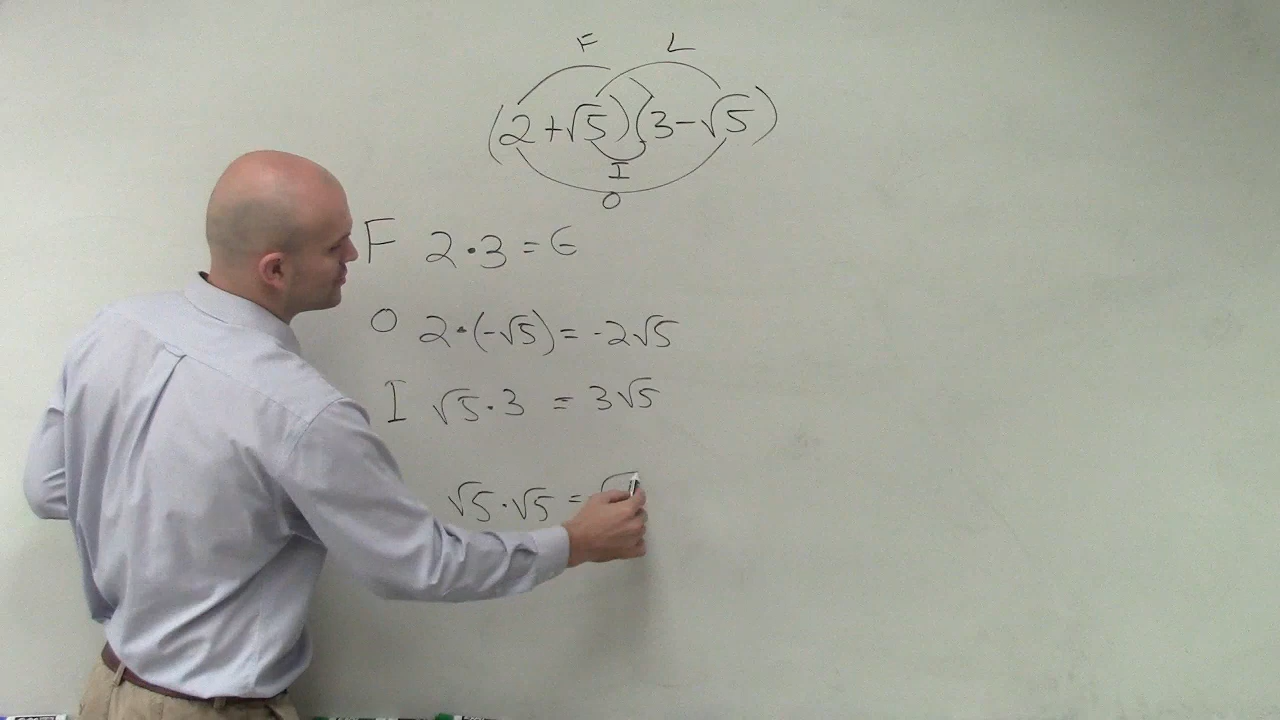 F L
(2+√5)(3-√5)
I
O
F 2·3=6
O 2·(-√5)=-2√5
I √5·3 = 3√5
√5·√5=√